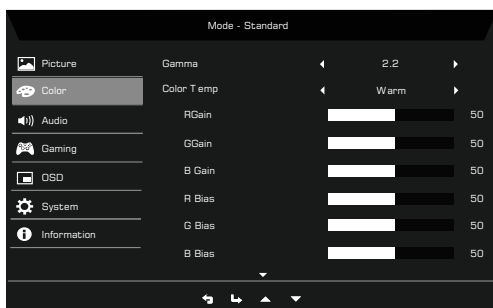 Mode - Standard
Picture
Color
Audio
Gaming
OSD
System
Information
Gamma 2.2
Color Temp Warm
RGain 50
GGain 50
B Gain 50
R Bias 50
G Bias 50
B Bias 50